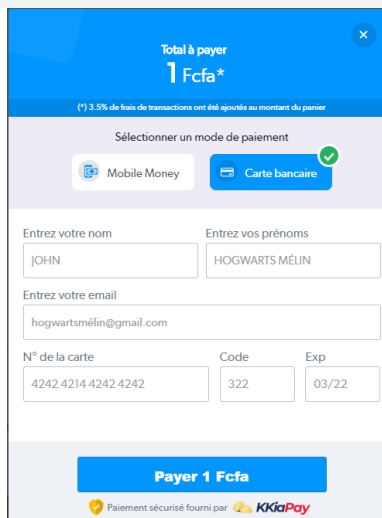 Total à payer
1 Fcfa*
(*) 3.5% de frais de transactions ont été ajoutés au montant du panier
Sélectionner un mode de paiement
Mobile Money
Carte bancaire
Entrez votre nom
Entrez vos prénoms
JOHN
HOGWARTS MÉLIN
Entrez votre email
hogwartsmélin@gmail.com
N° de la carte
Code
Exp
4242 4214 4242 4242
322
03/22
Payer 1 Fcfa
Paiement sécurisé fourni par KKiaPay